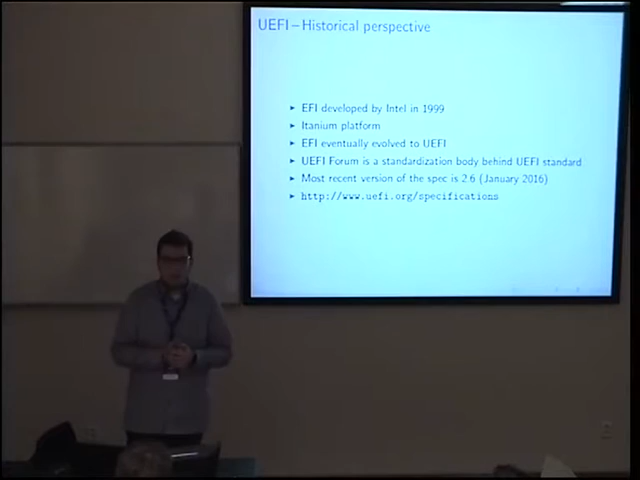 UEFI – Historical perspective
▸ EFI developed by Intel in 1999
▸ Itanium platform
▸ EFI eventually evolved to UEFI
▸ UEFI Forum is a standardization body behind UEFI standard.
▸ Most recent version of the spec is 2.6 (January 2016)
▸ http://www.uefi.org/specifications